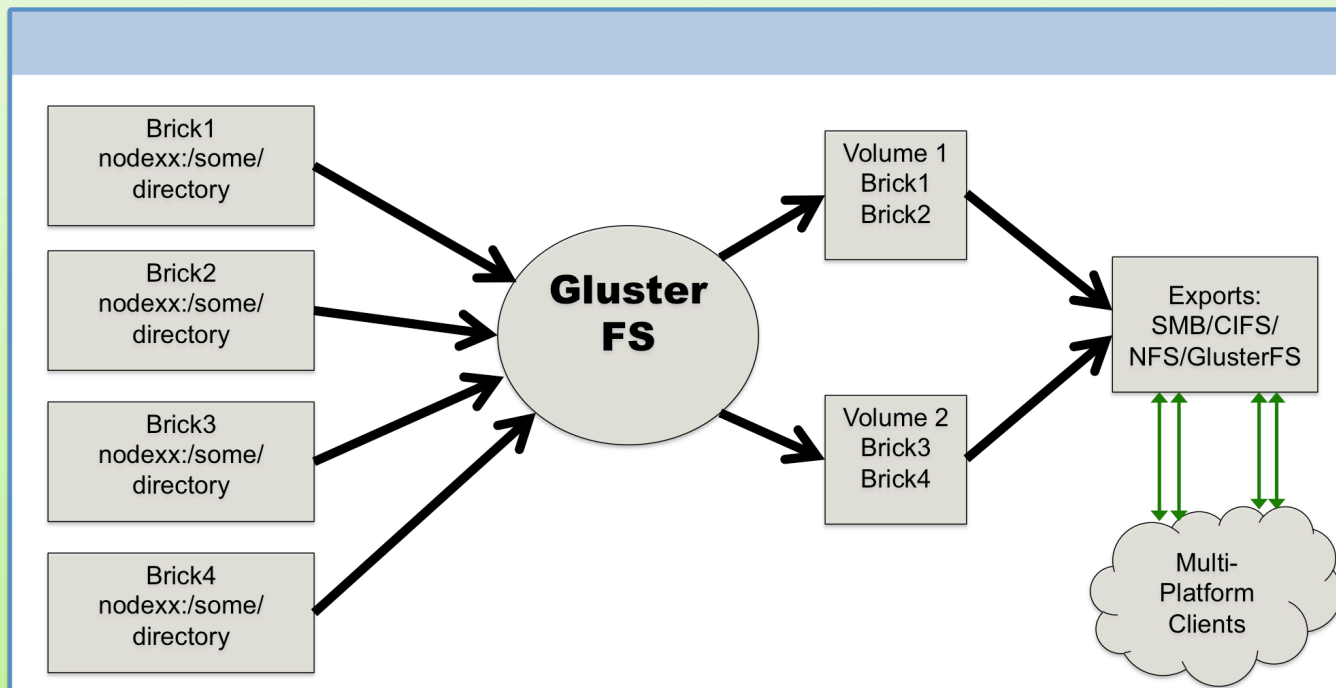 Brick1
nodexx:/some/
directory
Brick2
nodexx:/some/
directory
Brick3
nodexx:/some/
directory
Brick4
nodexx:/some/
directory
Gluster
FS
Volume 1
Brick1
Brick2
Volume 2
Brick3
Brick4
Exports:
SMB/CIFS/
NFS/GlusterFS
Multi-
Platform
Clients